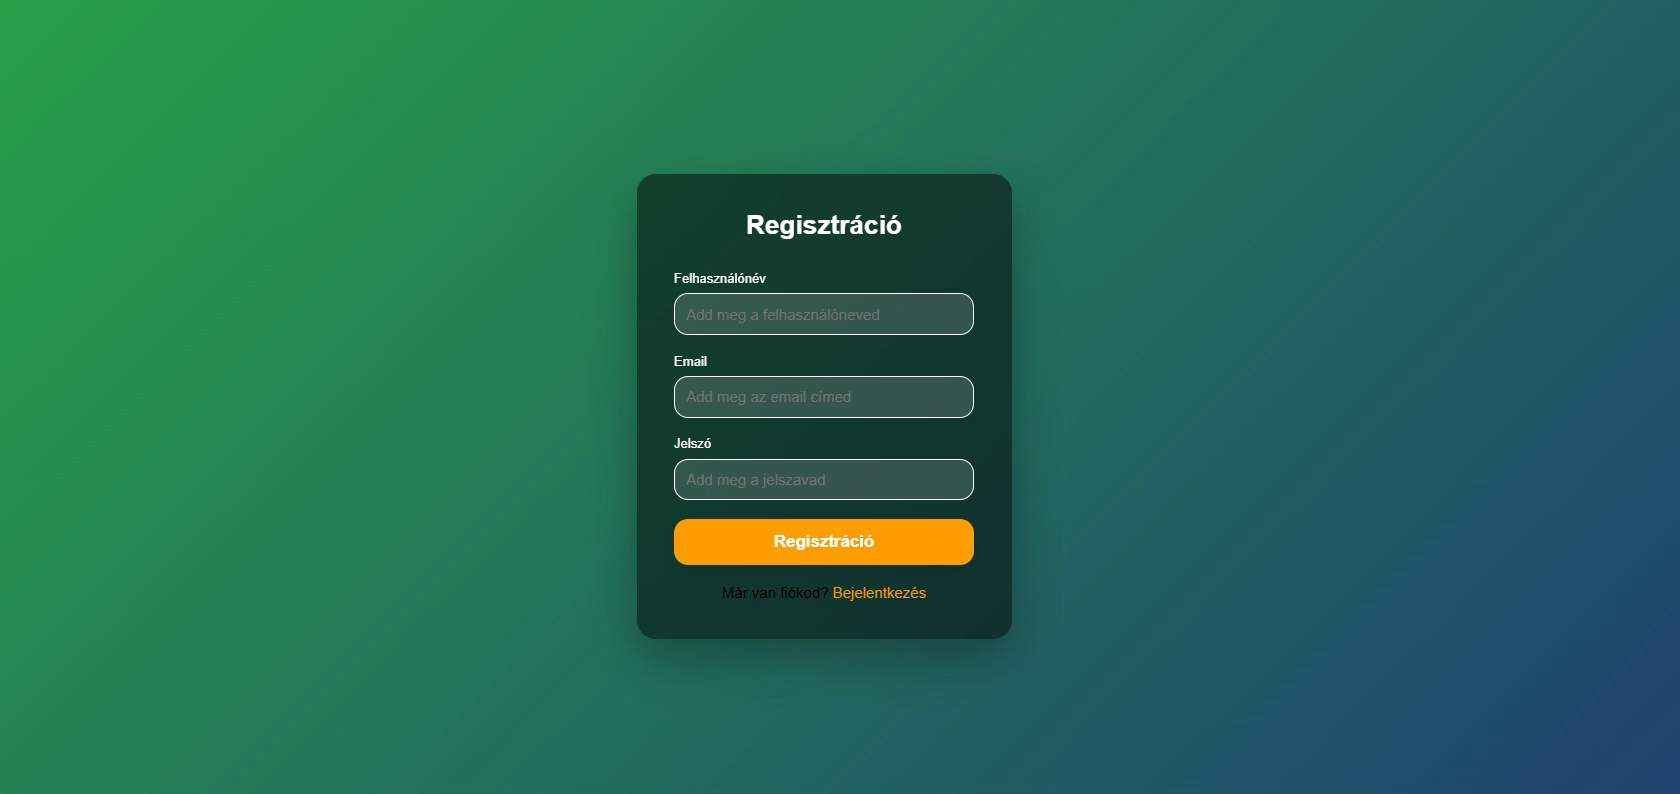 Regisztráció
Felhasználónév
Add meg a felhasználóneved
Email
Add meg az email címed
Jelszó
Add meg a jelszavad
Regisztráció
Már van fiókod? Bejelentkezés